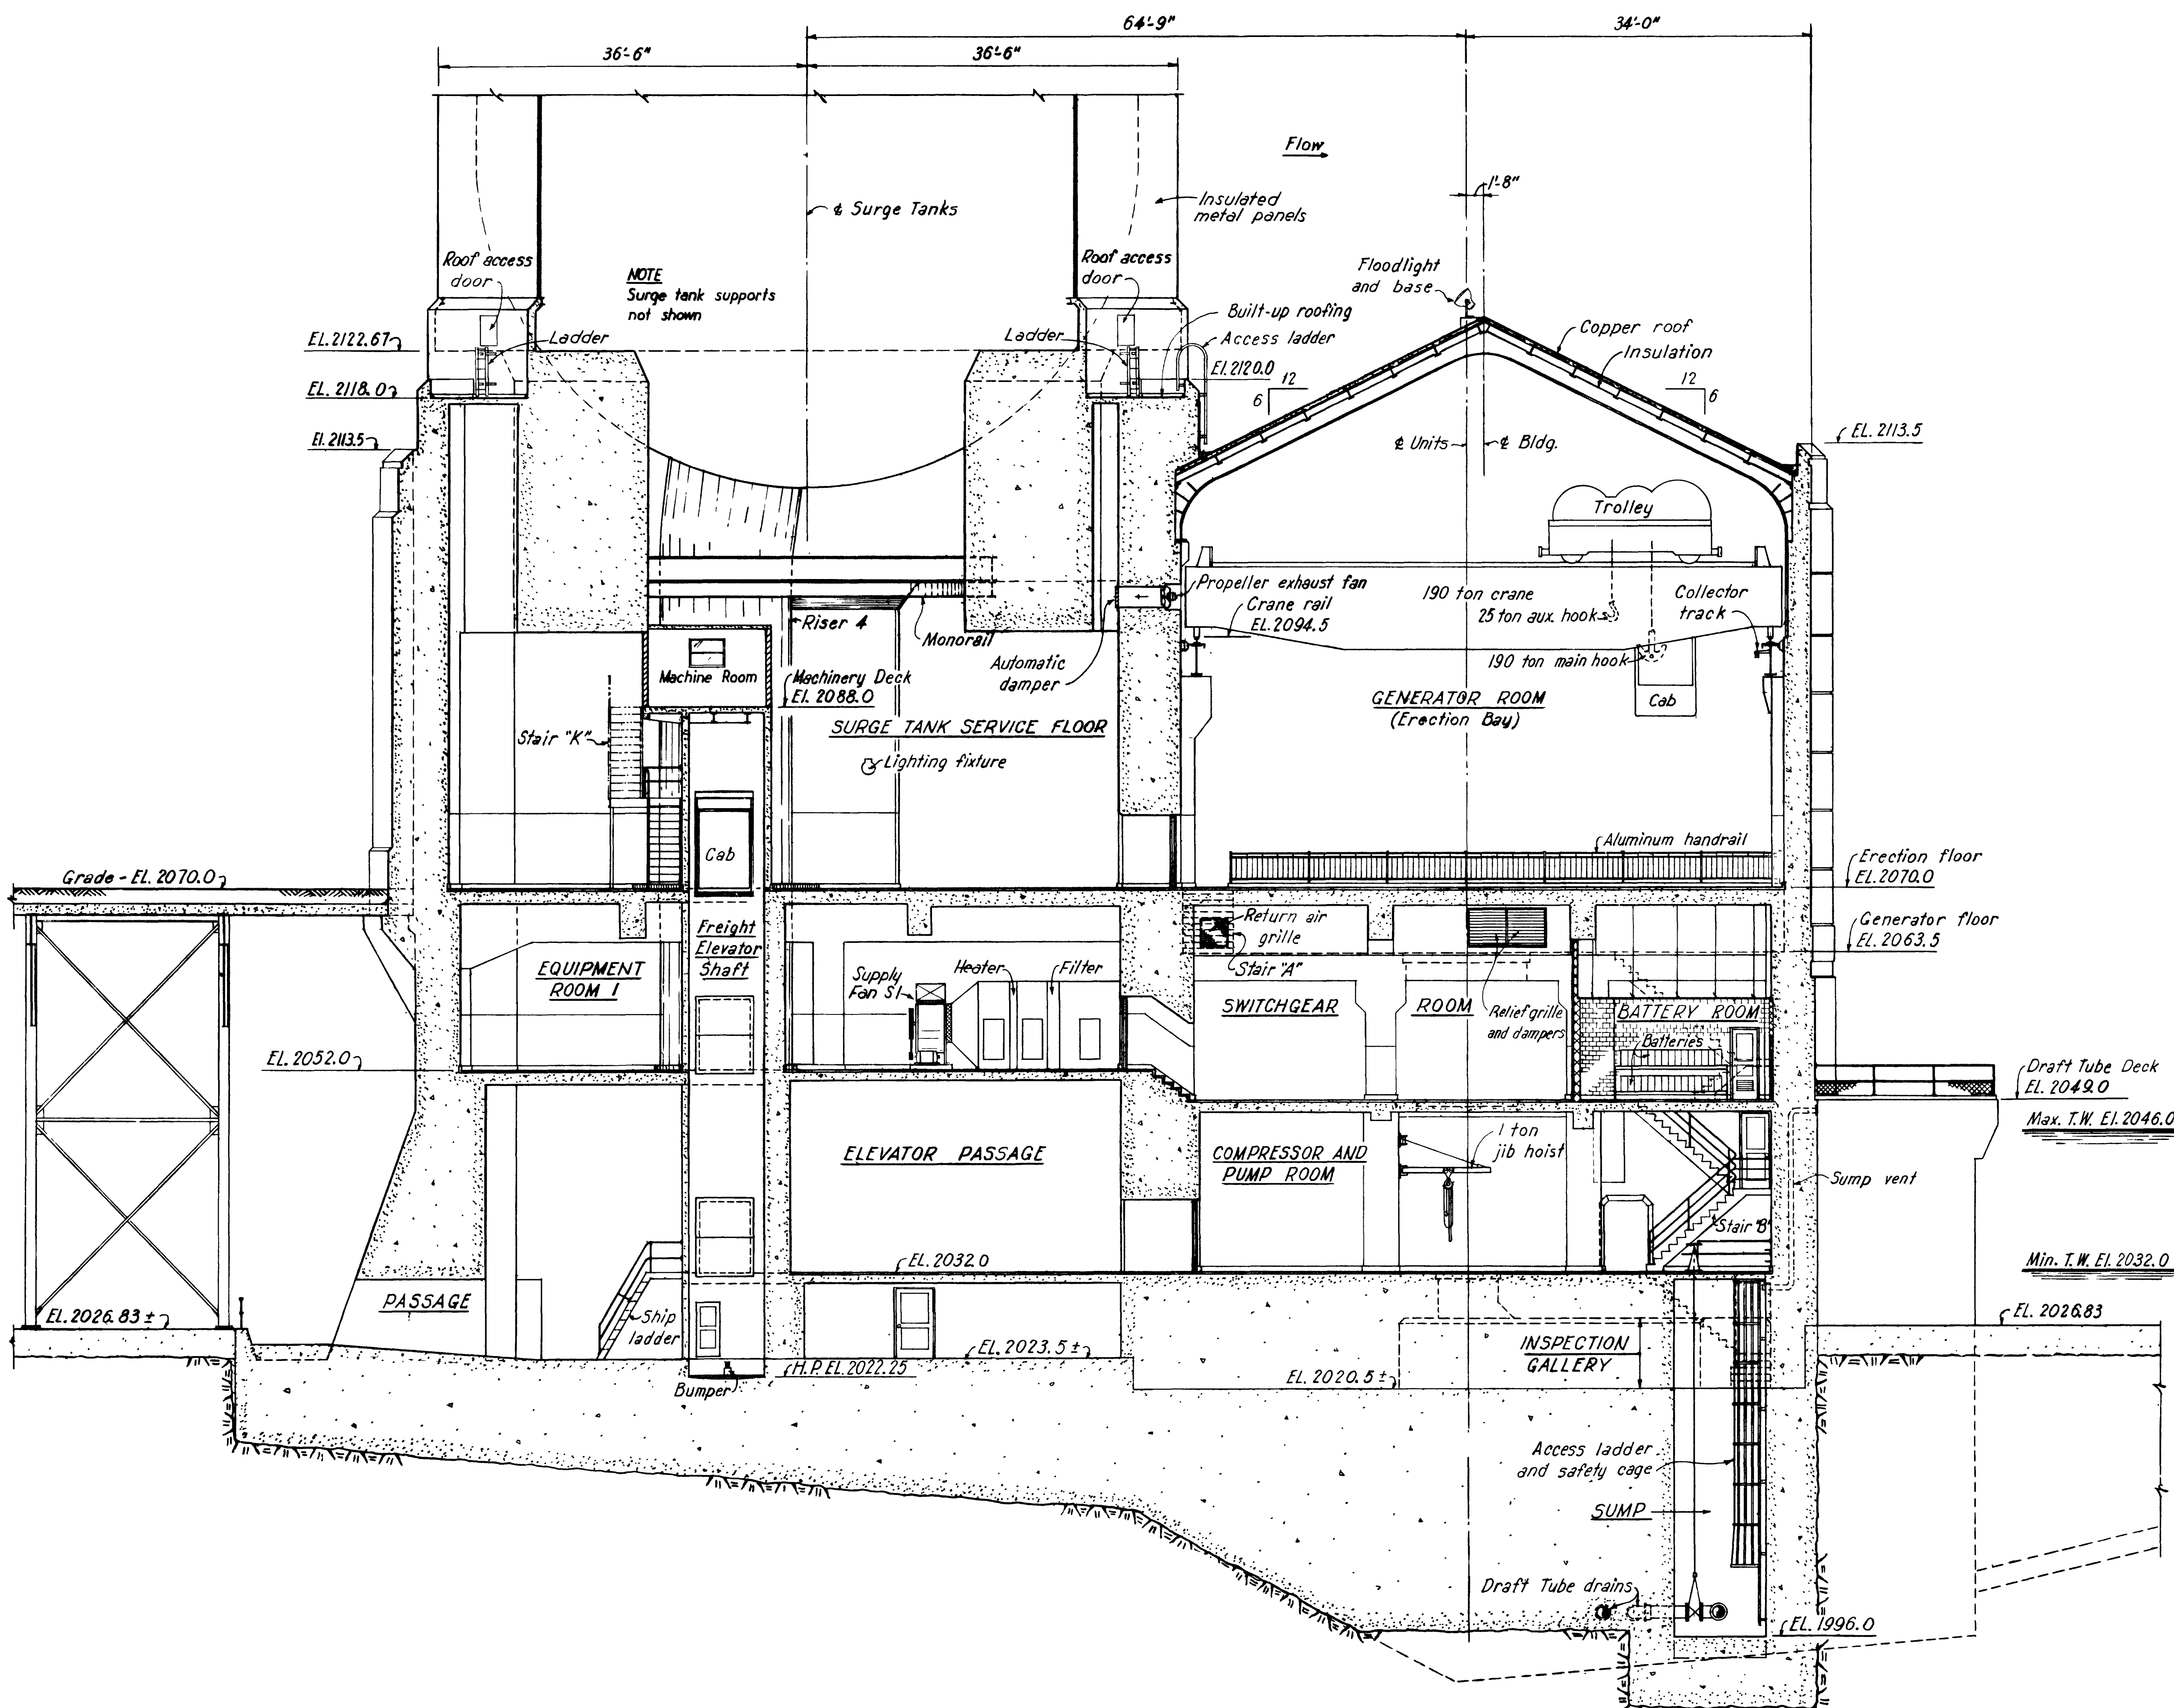 64'-9"
34'-0"
36'-6"
36'-6"
Flow
1'-8"
℄ Surge Tanks
Insulated
metal panels
Roof access
door
NOTE
Surge tank supports
not shown
Roof access
door
Floodlight
and base
Built-up roofing
Copper roof
EL. 2122.67
Ladder
Ladder
Access ladder
Insulation
El. 2120.0
EL. 2118.0
12
6
12
6
El. 2113.5
℄ Units
℄ Bldg.
EL. 2113.5
Trolley
Propeller exhaust fan
Crane rail
EL. 2094.5
190 ton crane
25 ton aux. hook
Collector
track
Riser 4
Monorail
Automatic
damper
190 ton main hook
Machine Room
Machinery Deck
El. 2088.0
GENERATOR ROOM
(Erection Bay)
Cab
SURGE TANK SERVICE FLOOR
Stair "K"
Lighting fixture
Cab
Aluminum handrail
Grade - EL. 2070.0
Erection floor
EL. 2070.0
Freight
Elevator
Shaft
Return air
grille
Generator floor
EL. 2063.5
EQUIPMENT
ROOM 1
Supply
Fan S1
Heater
Filter
Stair "A"
SWITCHGEAR ROOM
Relief grille
and dampers
BATTERY ROOM
Batteries
EL. 2052.0
Draft Tube Deck
EL. 2049.0
Max. T.W. El. 2046.0
ELEVATOR PASSAGE
COMPRESSOR AND
PUMP ROOM
1 ton
jib hoist
Sump vent
Stair "B"
EL. 2032.0
Min. T.W. El. 2032.0
PASSAGE
EL. 2026.83 ±
Ship
ladder
EL. 2026.83
EL. 2023.5 ±
INSPECTION
GALLERY
H.P. EL. 2022.25
Bumper
EL. 2020.5 ±
Access ladder
and safety cage
SUMP
Draft Tube drains
EL. 1996.0